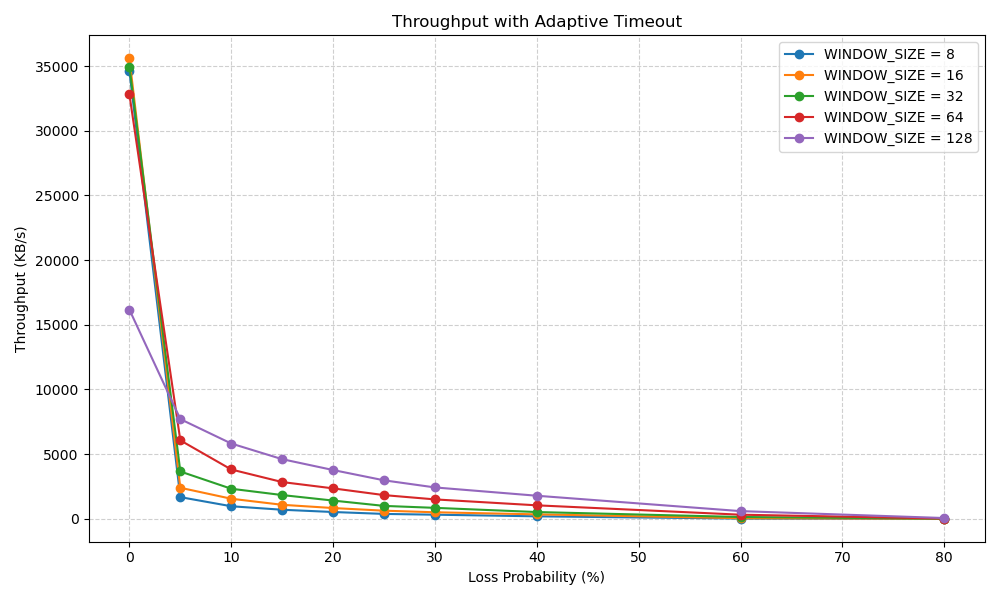 Throughput with Adaptive Timeout
WINDOW_SIZE = 8
WINDOW_SIZE = 16
WINDOW_SIZE = 32
WINDOW_SIZE = 64
WINDOW_SIZE = 128
Throughput (KB/s)
35000
30000
25000
20000
15000
10000
5000
0
0 10 20 30 40 50 60 70 80
Loss Probability (%)